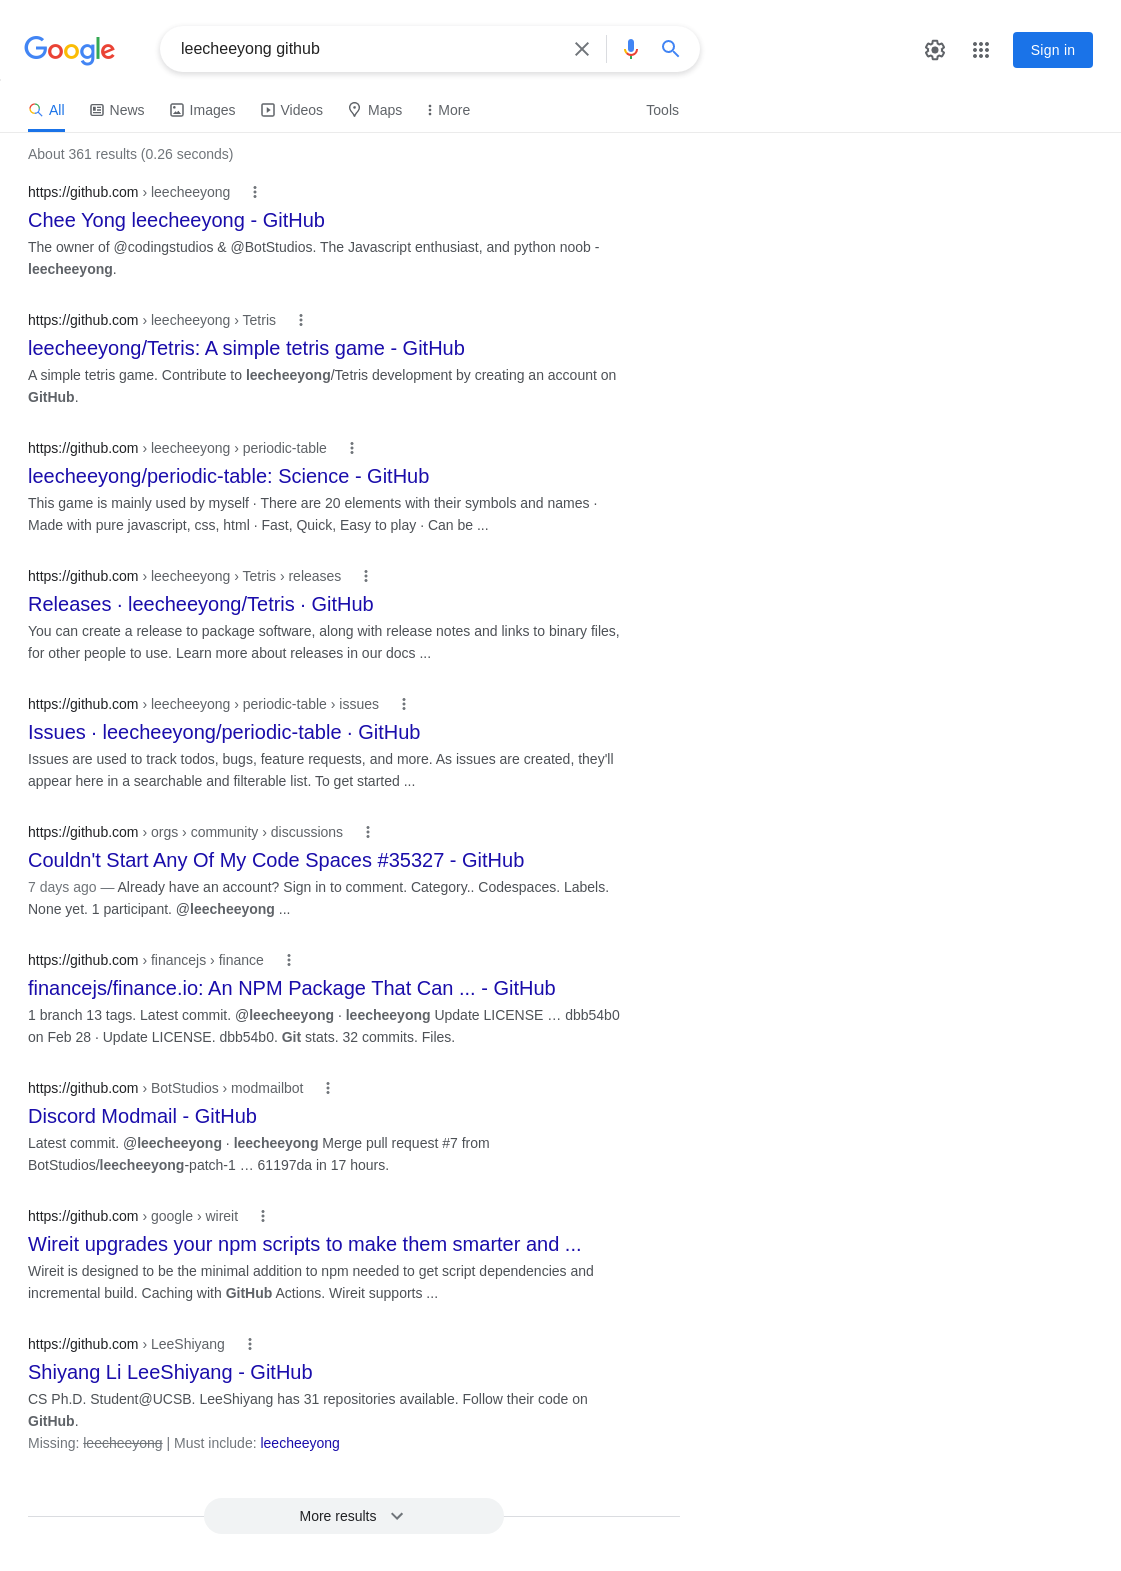 Google
leecheeyong github
Sign in
All News Images Videos Maps More Tools
About 361 results (0.26 seconds)
https://github.com › leecheeyong
Chee Yong leecheeyong - GitHub
The owner of @codingstudios & @BotStudios. The Javascript enthusiast, and python noob -
leecheeyong.
https://github.com › leecheeyong › Tetris
leecheeyong/Tetris: A simple tetris game - GitHub
A simple tetris game. Contribute to leecheeyong/Tetris development by creating an account on
GitHub.
https://github.com › leecheeyong › periodic-table
leecheeyong/periodic-table: Science - GitHub
This game is mainly used by myself · There are 20 elements with their symbols and names ·
Made with pure javascript, css, html · Fast, Quick, Easy to play · Can be ...
https://github.com › leecheeyong › Tetris › releases
Releases · leecheeyong/Tetris · GitHub
You can create a release to package software, along with release notes and links to binary files,
for other people to use. Learn more about releases in our docs ...
https://github.com › leecheeyong › periodic-table › issues
Issues · leecheeyong/periodic-table · GitHub
Issues are used to track todos, bugs, feature requests, and more. As issues are created, they'll
appear here in a searchable and filterable list. To get started ...
https://github.com › orgs › community › discussions
Couldn't Start Any Of My Code Spaces #35327 - GitHub
7 days ago — Already have an account? Sign in to comment. Category.. Codespaces. Labels.
None yet. 1 participant. @leecheeyong ...
https://github.com › financejs › finance
financejs/finance.io: An NPM Package That Can ... - GitHub
1 branch 13 tags. Latest commit. @leecheeyong · leecheeyong Update LICENSE … dbb54b0
on Feb 28 · Update LICENSE. dbb54b0. Git stats. 32 commits. Files.
https://github.com › BotStudios › modmailbot
Discord Modmail - GitHub
Latest commit. @leecheeyong · leecheeyong Merge pull request #7 from
BotStudios/leecheeyong-patch-1 … 61197da in 17 hours.
https://github.com › google › wireit
Wireit upgrades your npm scripts to make them smarter and ...
Wireit is designed to be the minimal addition to npm needed to get script dependencies and
incremental build. Caching with GitHub Actions. Wireit supports ...
https://github.com › LeeShiyang
Shiyang Li LeeShiyang - GitHub
CS Ph.D. Student@UCSB. LeeShiyang has 31 repositories available. Follow their code on
GitHub.
Missing: leecheeyong | Must include: leecheeyong
More results